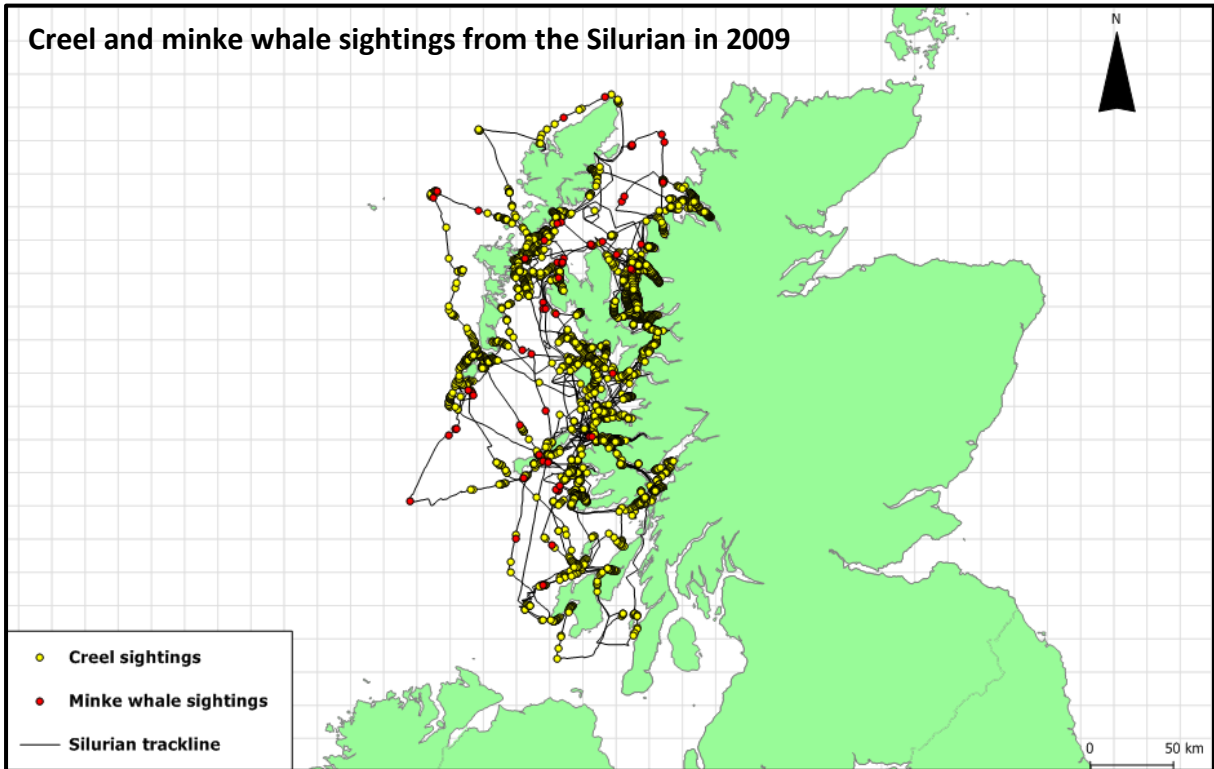 Creel and minke whale sightings from the Silurian in 2009
N
Creel sightings
Minke whale sightings
Silurian trackline
0 50 km